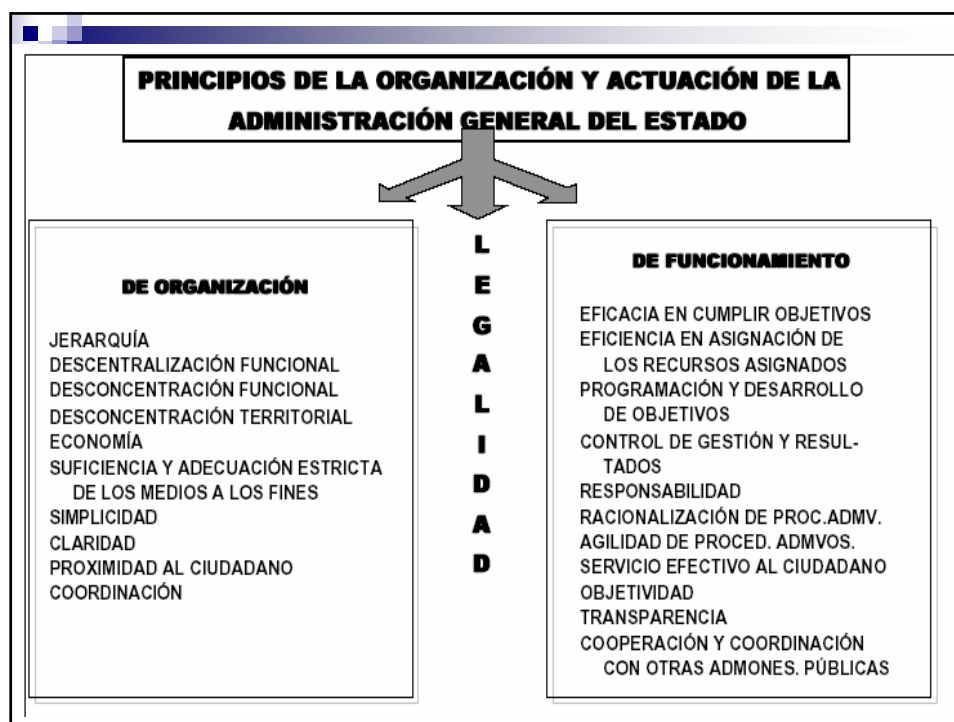 PRINCIPIOS DE LA ORGANIZACIÓN Y ACTUACIÓN DE LA
ADMINISTRACIÓN GENERAL DEL ESTADO
DE ORGANIZACIÓN
JERARQUÍA
DESCENTRALIZACIÓN FUNCIONAL
DESCONCENTRACIÓN FUNCIONAL
DESCONCENTRACIÓN TERRITORIAL
ECONOMÍA
SUFICIENCIA Y ADECUACIÓN ESTRICTA
DE LOS MEDIOS A LOS FINES
SIMPLICIDAD
CLARIDAD
PROXIMIDAD AL CIUDADANO
COORDINACIÓN
L
E
G
A
L
I
D
A
D
DE FUNCIONAMIENTO
EFICACIA EN CUMPLIR OBJETIVOS
EFICIENCIA EN ASIGNACIÓN DE
LOS RECURSOS ASIGNADOS
PROGRAMACIÓN Y DESARROLLO
DE OBJETIVOS
CONTROL DE GESTIÓN Y RESUL-
TADOS
RESPONSABILIDAD
RACIONALIZACIÓN DE PROC.ADMV.
AGILIDAD DE PROCED. ADMVOS.
SERVICIO EFECTIVO AL CIUDADANO
OBJETIVIDAD
TRANSPARENCIA
COOPERACIÓN Y COORDINACIÓN
CON OTRAS ADMONES. PÚBLICAS